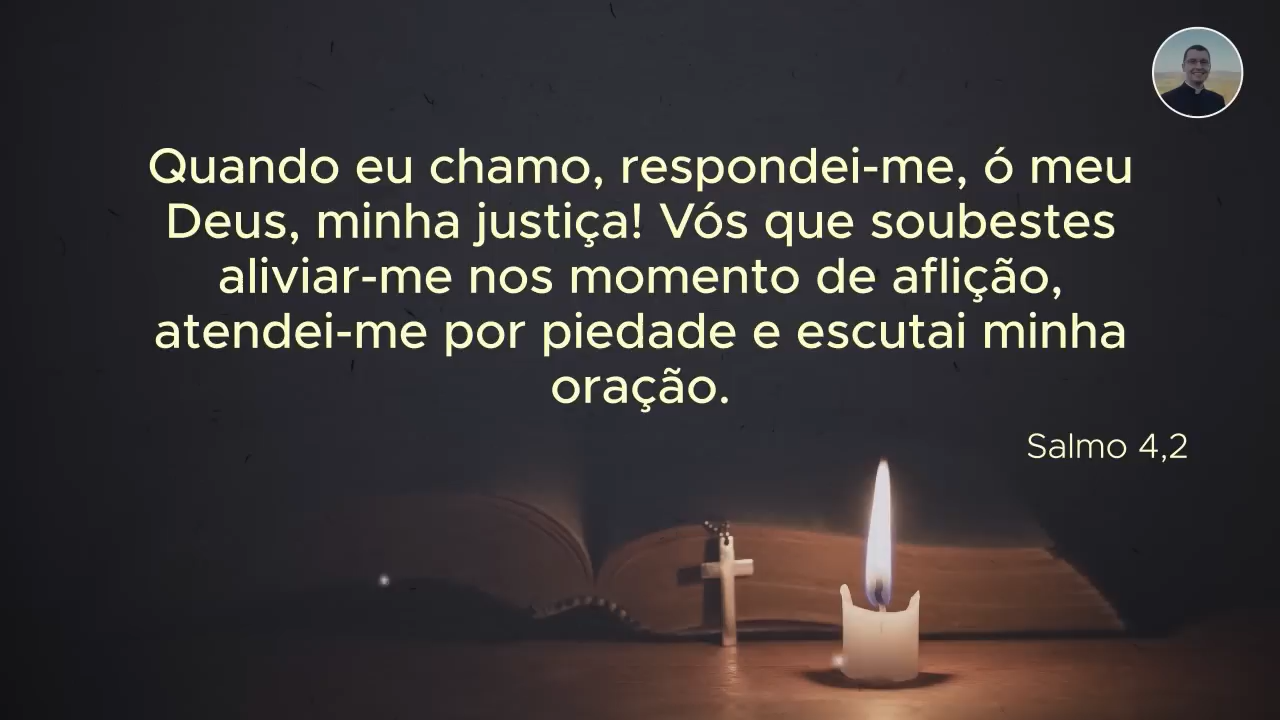 Quando eu chamo, respondei-me, ó meu
Deus, minha justiça! Vós que soubestes
aliviar-me nos momento de aflição,
atendei-me por piedade e escutai minha
oração.
Salmo 4,2